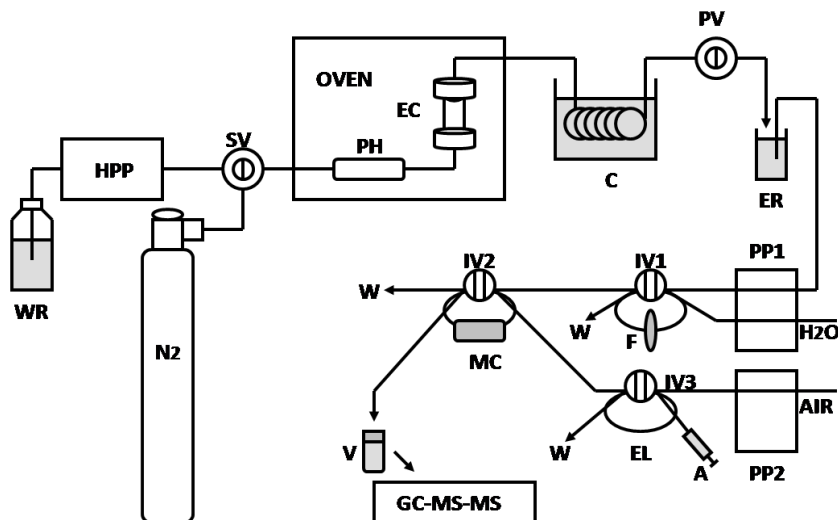 PV
OVEN
EC
SV
HPP
PH
C
ER
WR
IV2
IV1
PP1
W
W
F
H2O
N2
MC
IV3
AIR
V
W
EL
A
PP2
GC-MS-MS